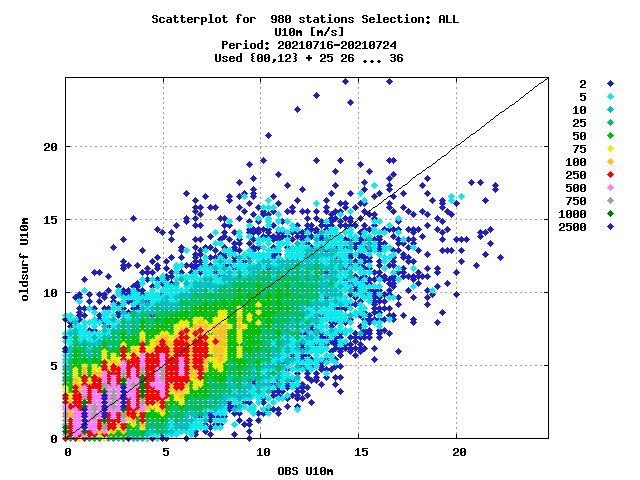 Scatterplot for  980 stations Selection: ALL
U10m [m/s]
Period: 20210716-20210724
Used {00,12} + 25 26 ... 36
2
5
10
25
50
75
100
250
500
750
1000
2500
20
15
10
5
0
oldsurf U10m
0 5 10 15 20
OBS U10m